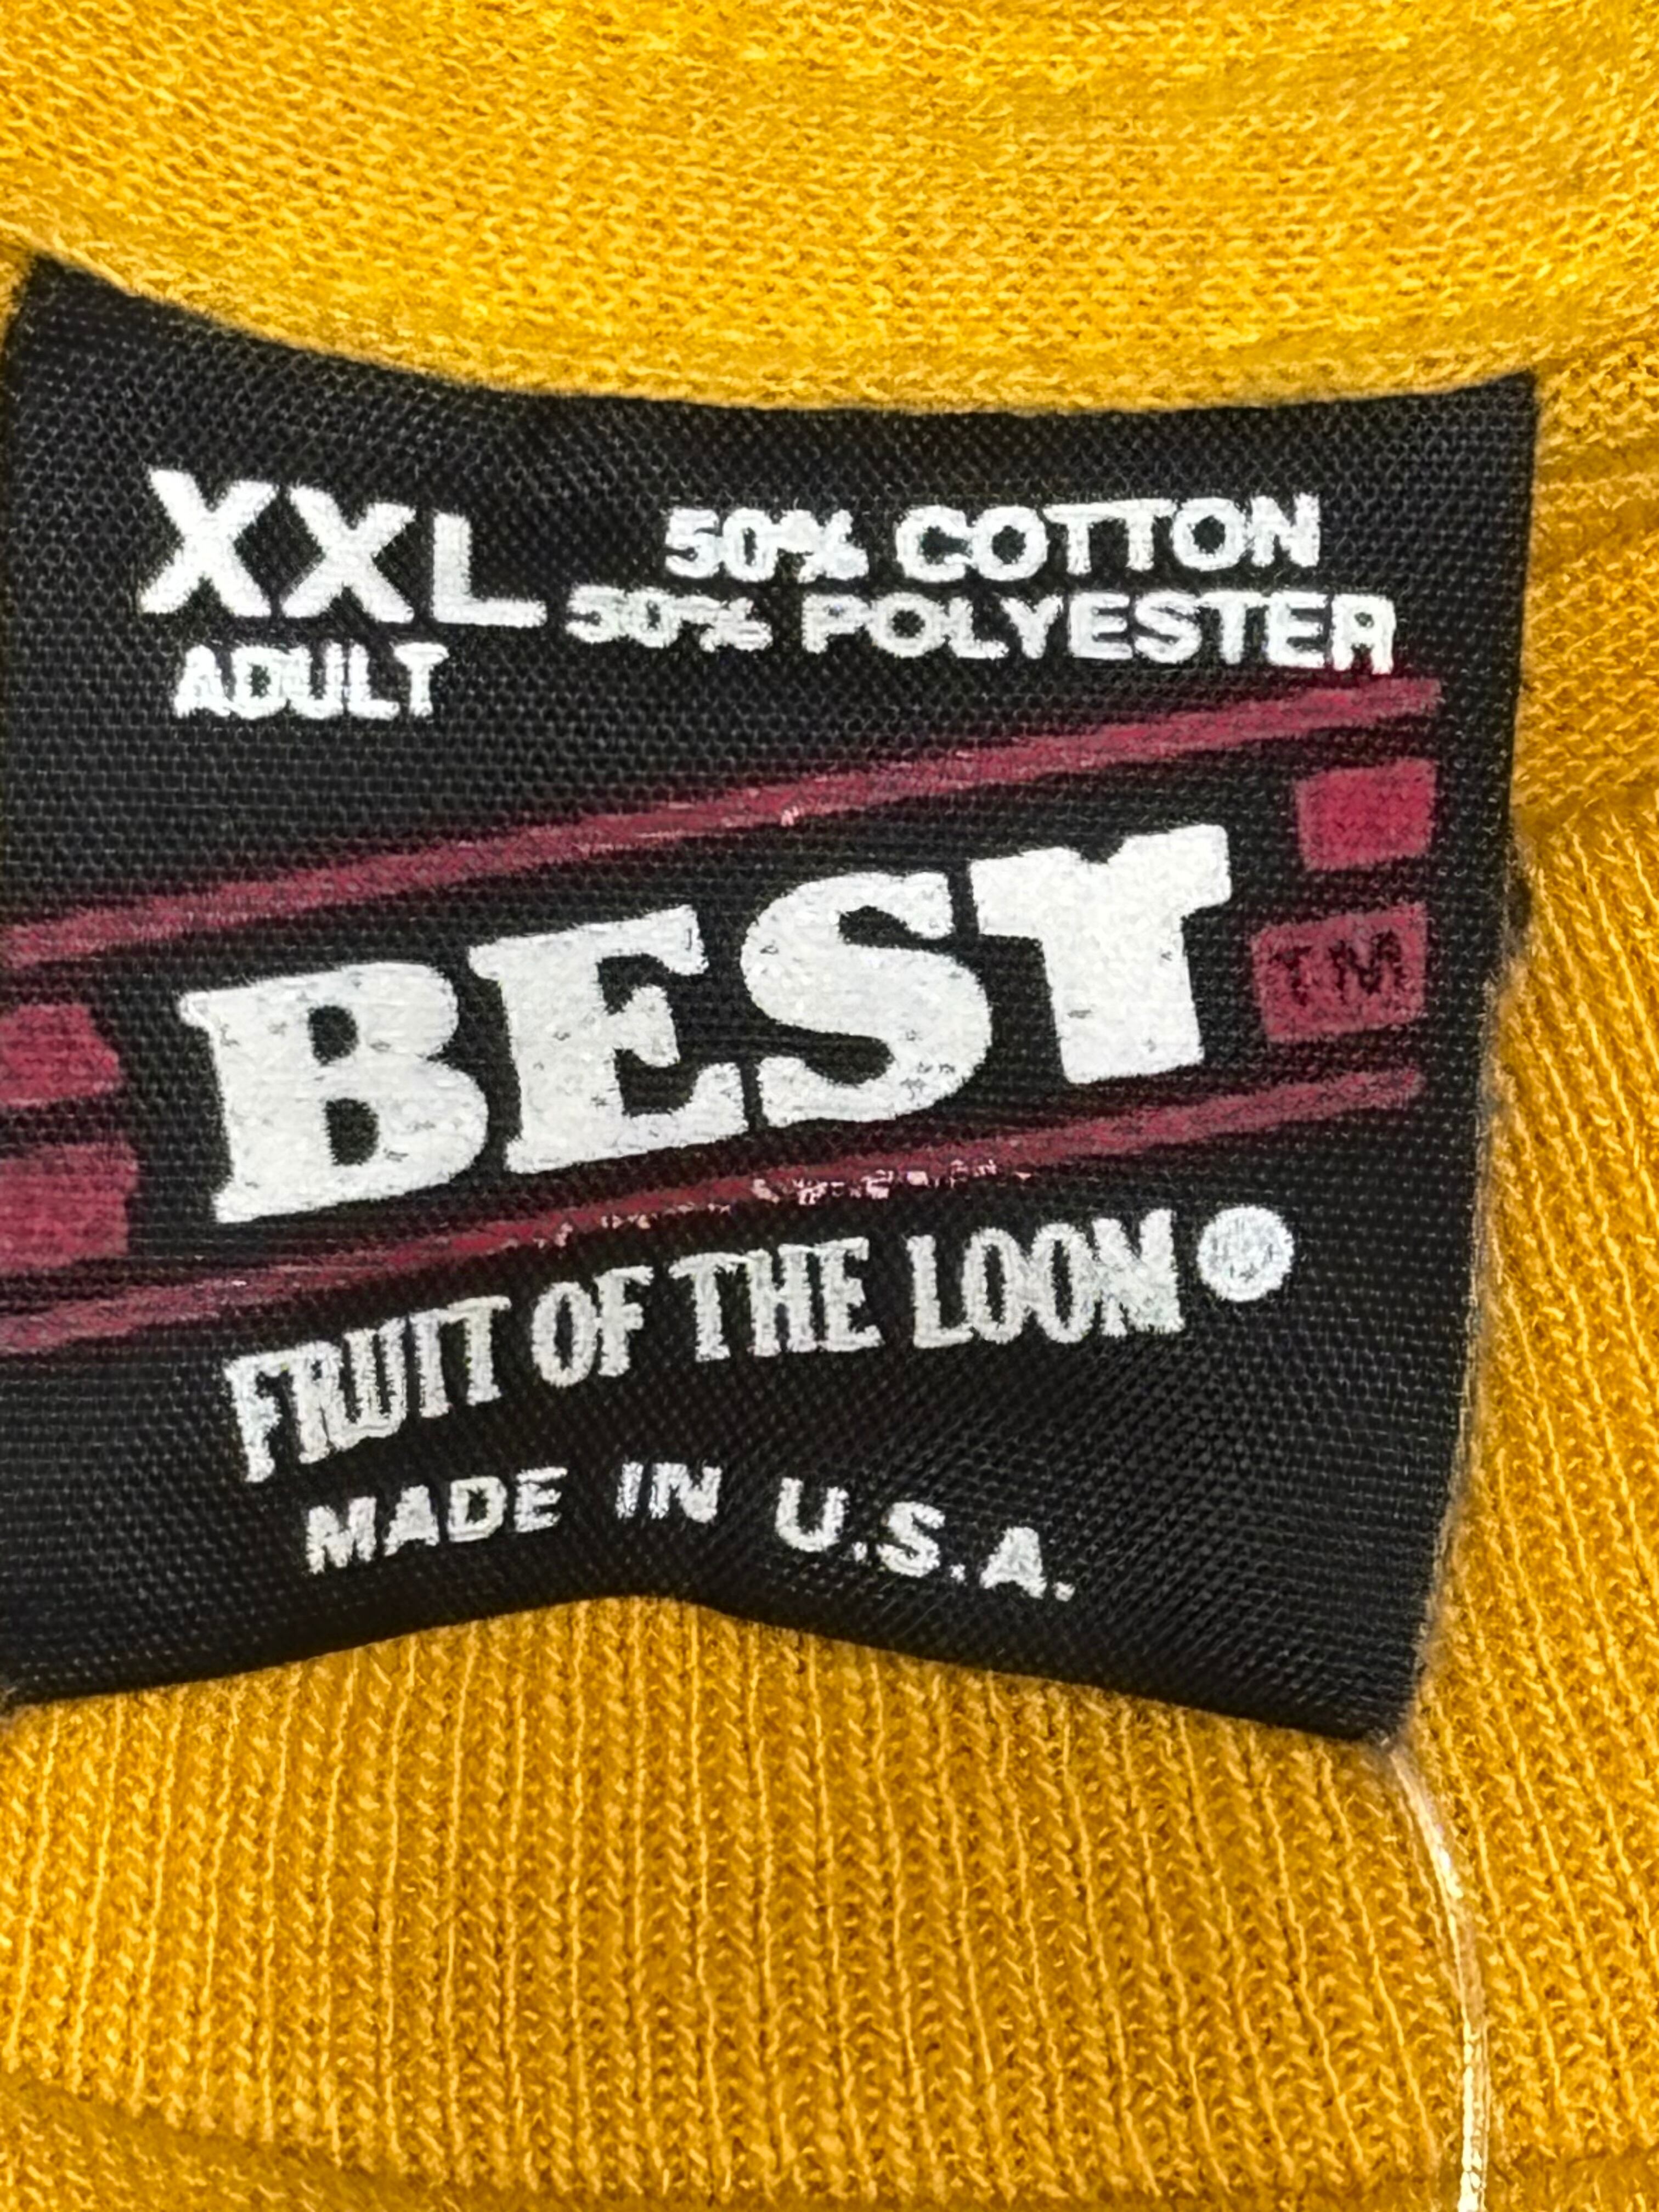 XXL
ADULT
50% COTTON
50% POLYESTER
BEST
TM
FRUIT OF THE LOOM
MADE IN U.S.A.